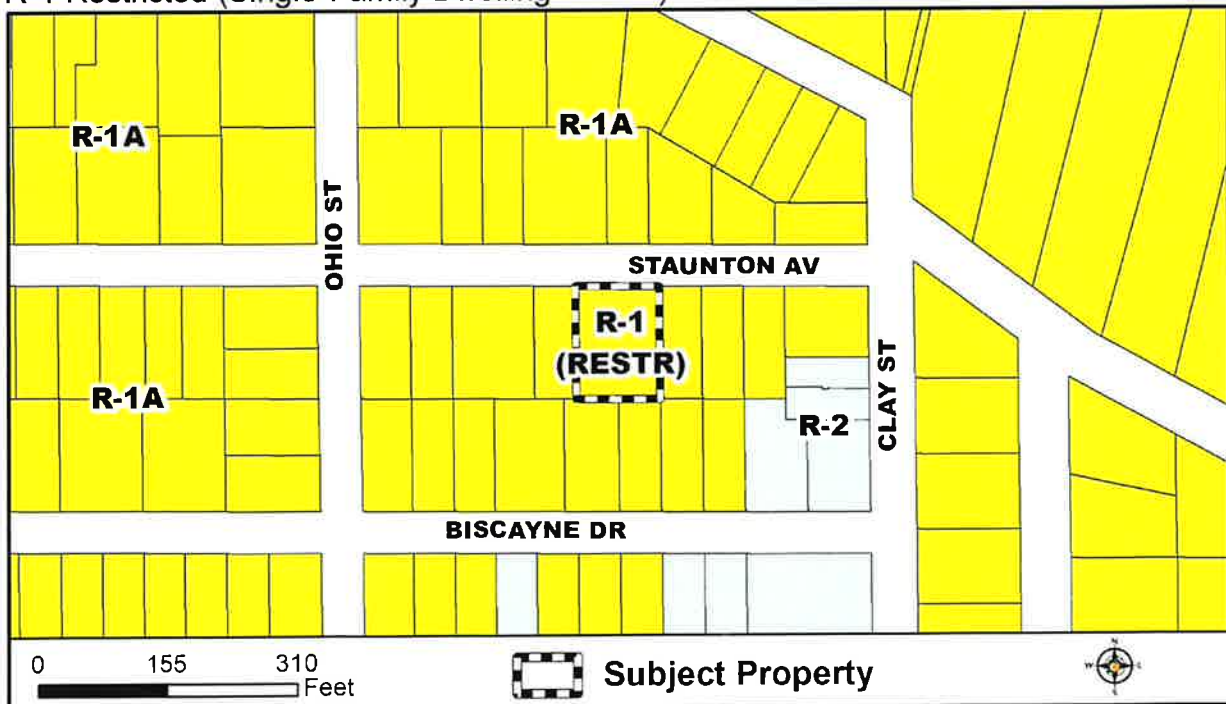 R-1A
R-1A
OHIO ST
STAUNTON AV
R-1
(RESTR)
R-1A
CLAY ST
R-2
BISCAYNE DR
0 155 310
Feet
Subject Property
N
W